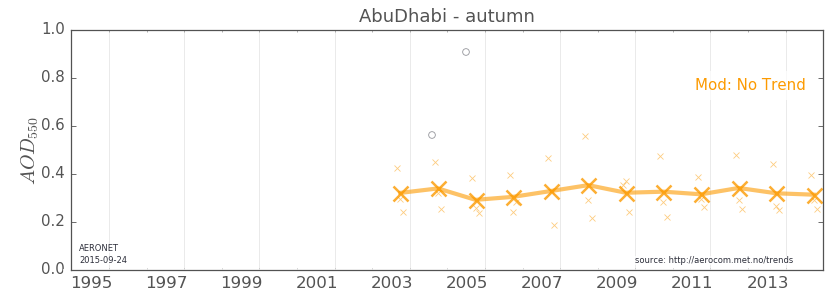 AbuDhabi - autumn
1.0
0.8
0.6
0.4
0.2
0.0
AOD550
Mod: No Trend
AERONET
2015-09-24
source: http://aerocom.met.no/trends
1995 1997 1999 2001 2003 2005 2007 2009 2011 2013